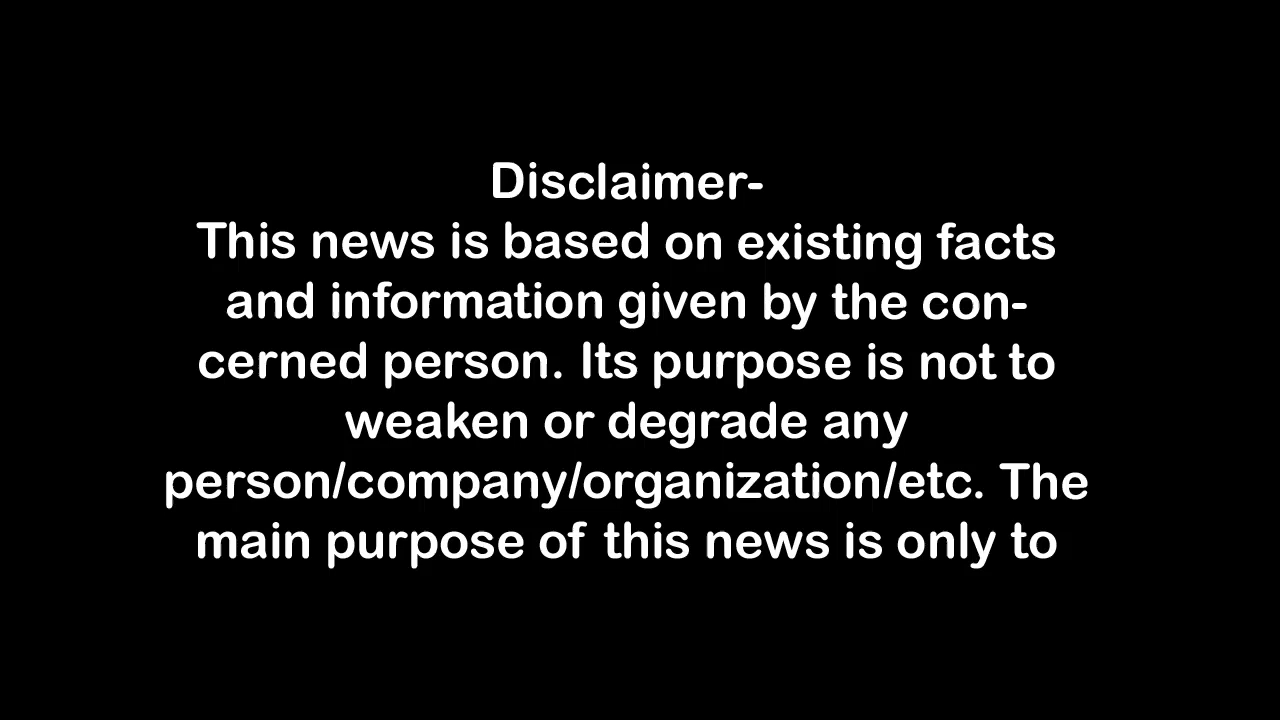 Disclaimer-
This news is based on existing facts
and information given by the con-
cerned person. Its purpose is not to
weaken or degrade any
person/company/organization/etc. The
main purpose of this news is only to